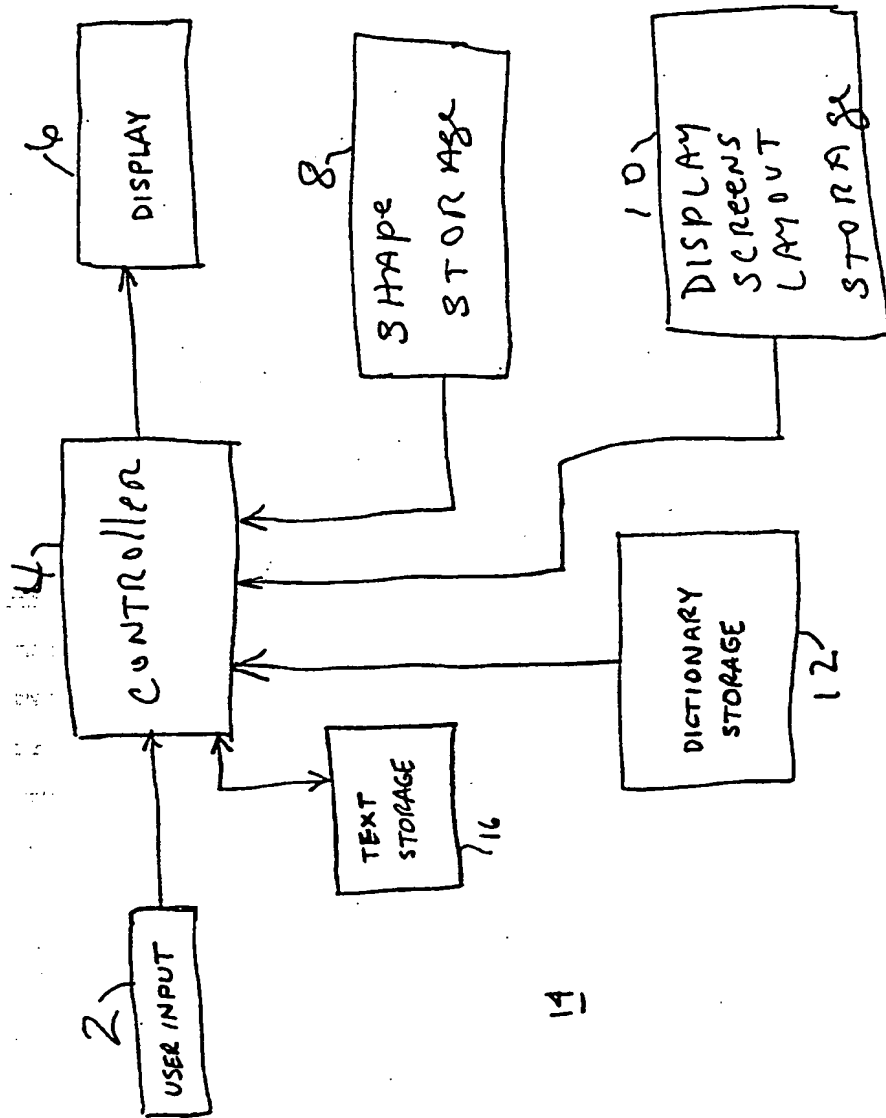 2
USER INPUT
4
CONTROLLER
6
DISPLAY
16
TEXT
STORAGE
8
SHAPE
STORAGE
12
DICTIONARY
STORAGE
10
DISPLAY
SCREENS
LAYOUT
STORAGE
14